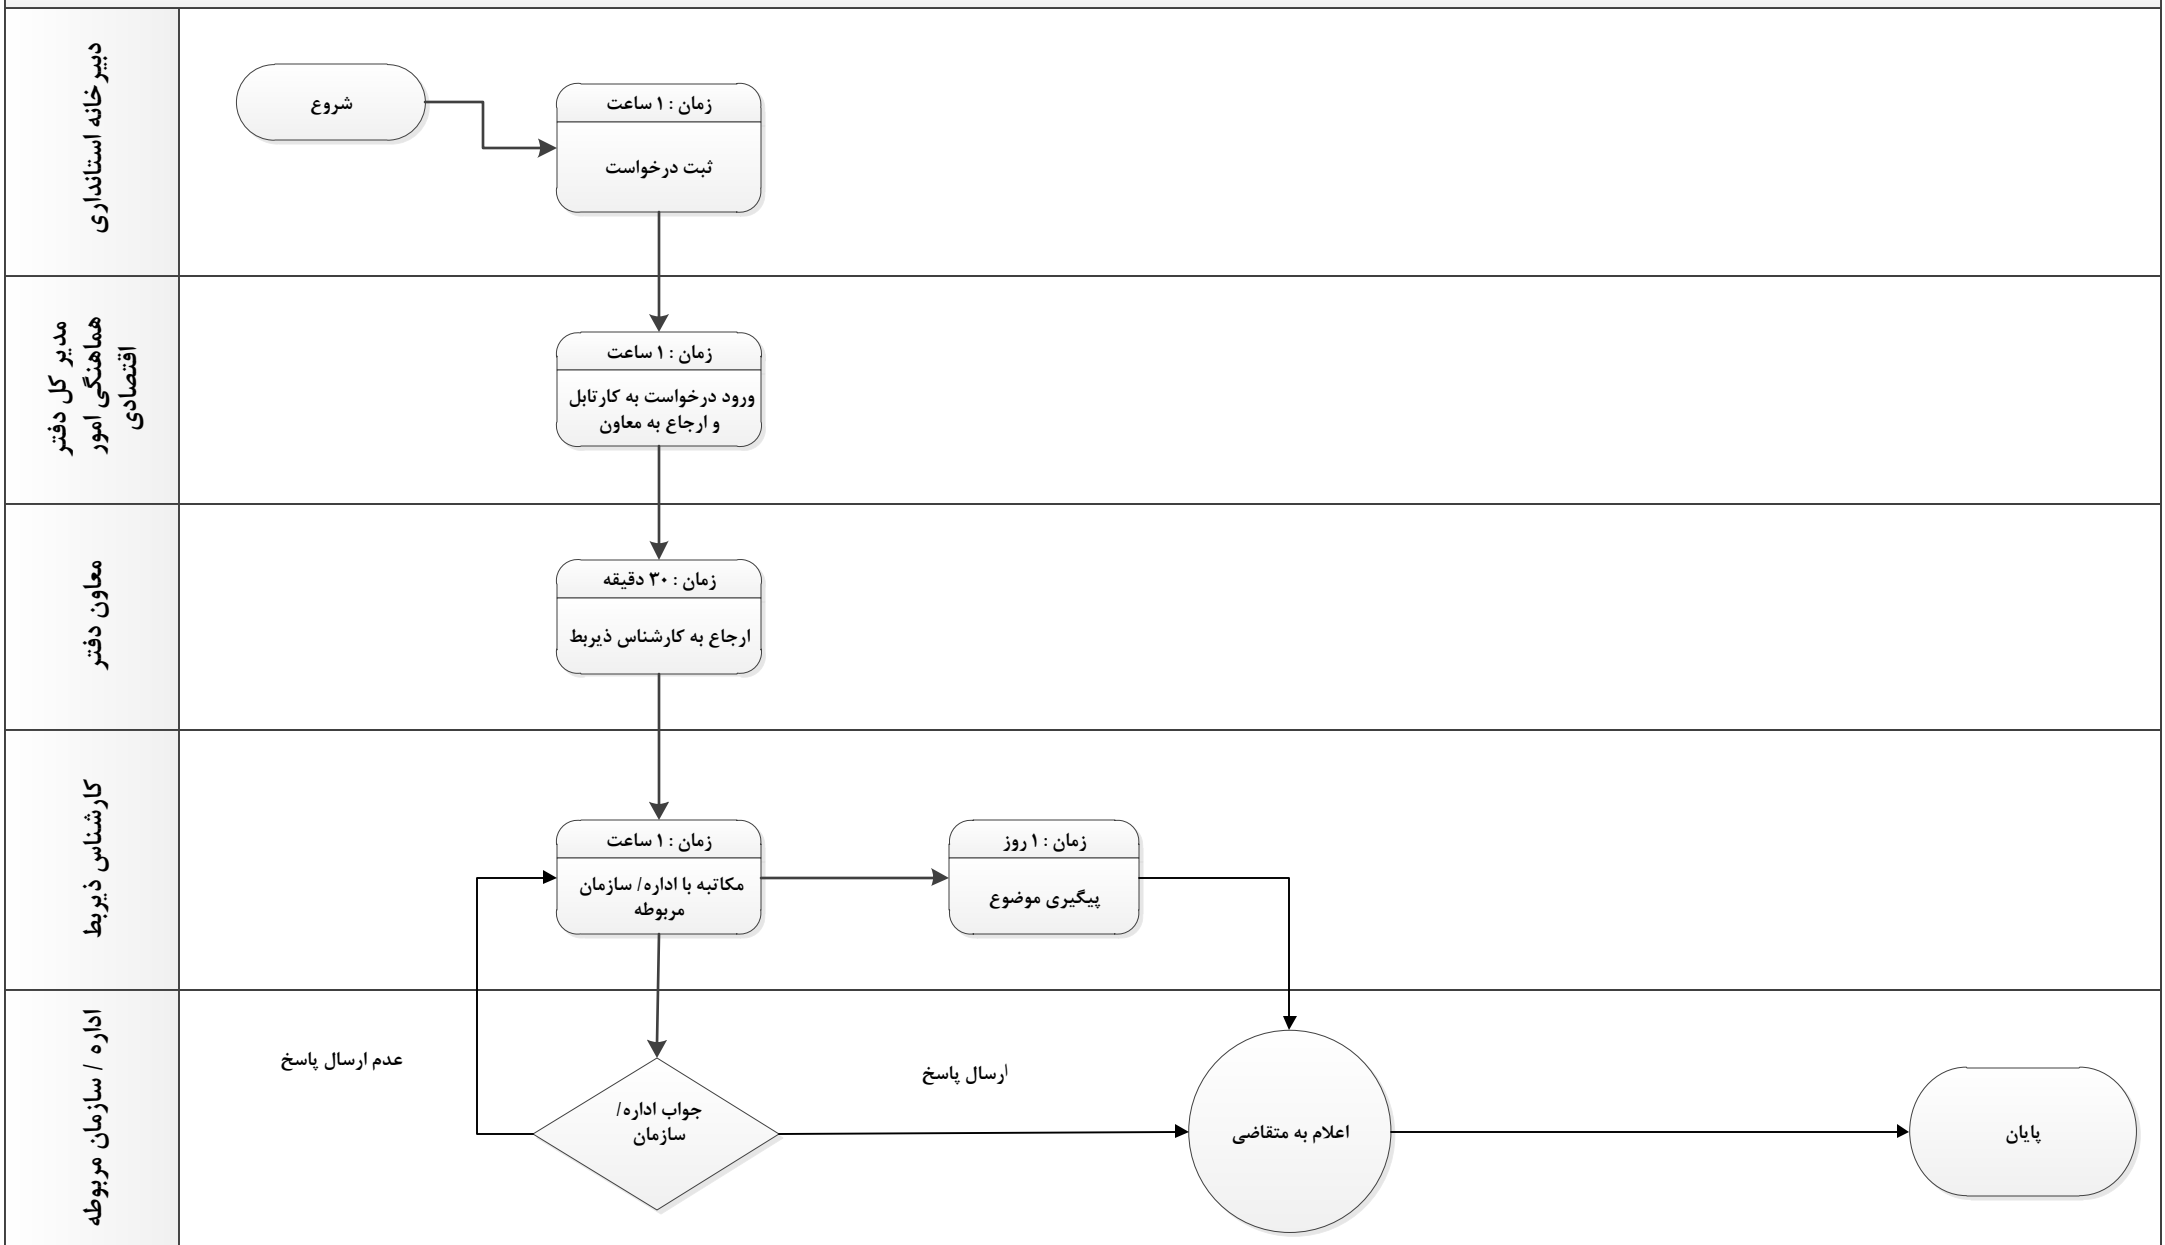 دبیرخانه استانداری
شروع
زمان : ۱ ساعت
ثبت درخواست
مدیر کل دفتر
هماهنگی امور
اقتصادی
زمان : ۱ ساعت
ورود درخواست به کارتابل
و ارجاع به معاون
معاون دفتر
زمان : ۳۰ دقیقه
ارجاع به کارشناس ذیربط
کارشناس ذیربط
زمان : ۱ ساعت
مکاتبه با اداره/ سازمان
مربوطه
زمان : ۱ روز
پیگیری موضوع
اداره / سازمان مربوطه
عدم ارسال پاسخ
جواب اداره/
سازمان
ارسال پاسخ
اعلام به متقاضی
پایان